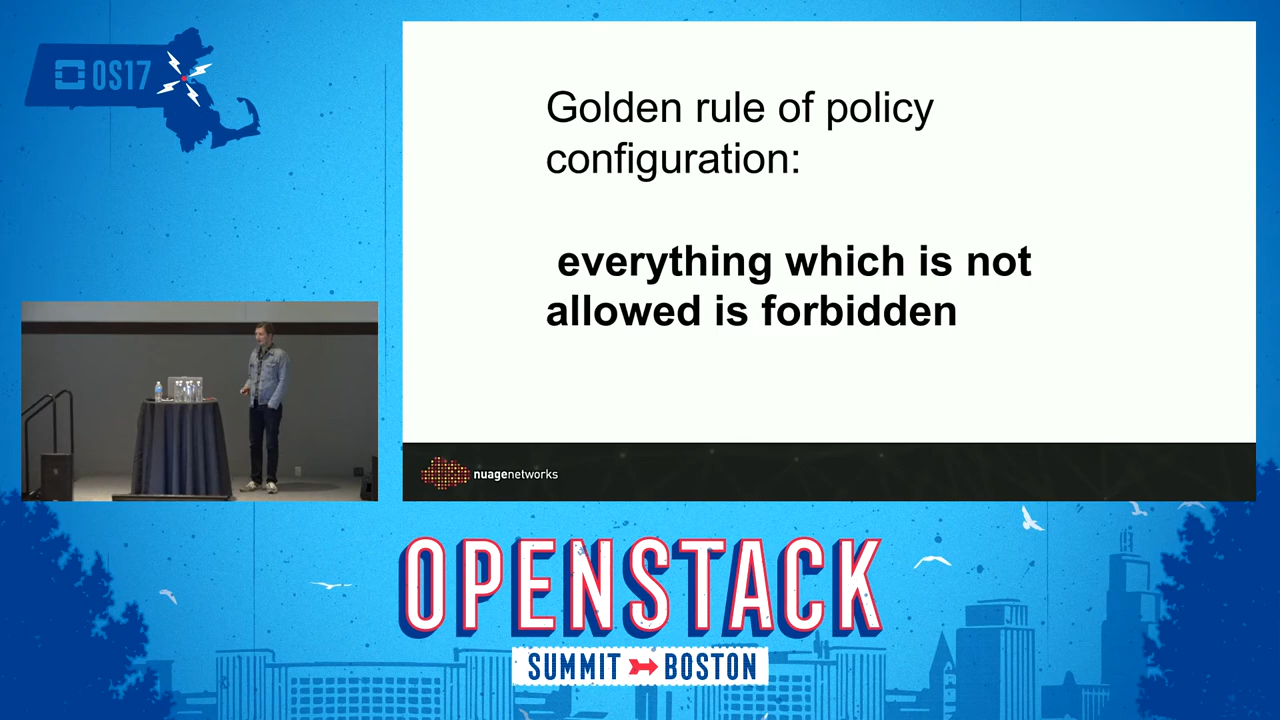 OS17
Golden rule of policy
configuration:
everything which is not
allowed is forbidden
nuagenetworks
OPENSTACK
SUMMIT BOSTON